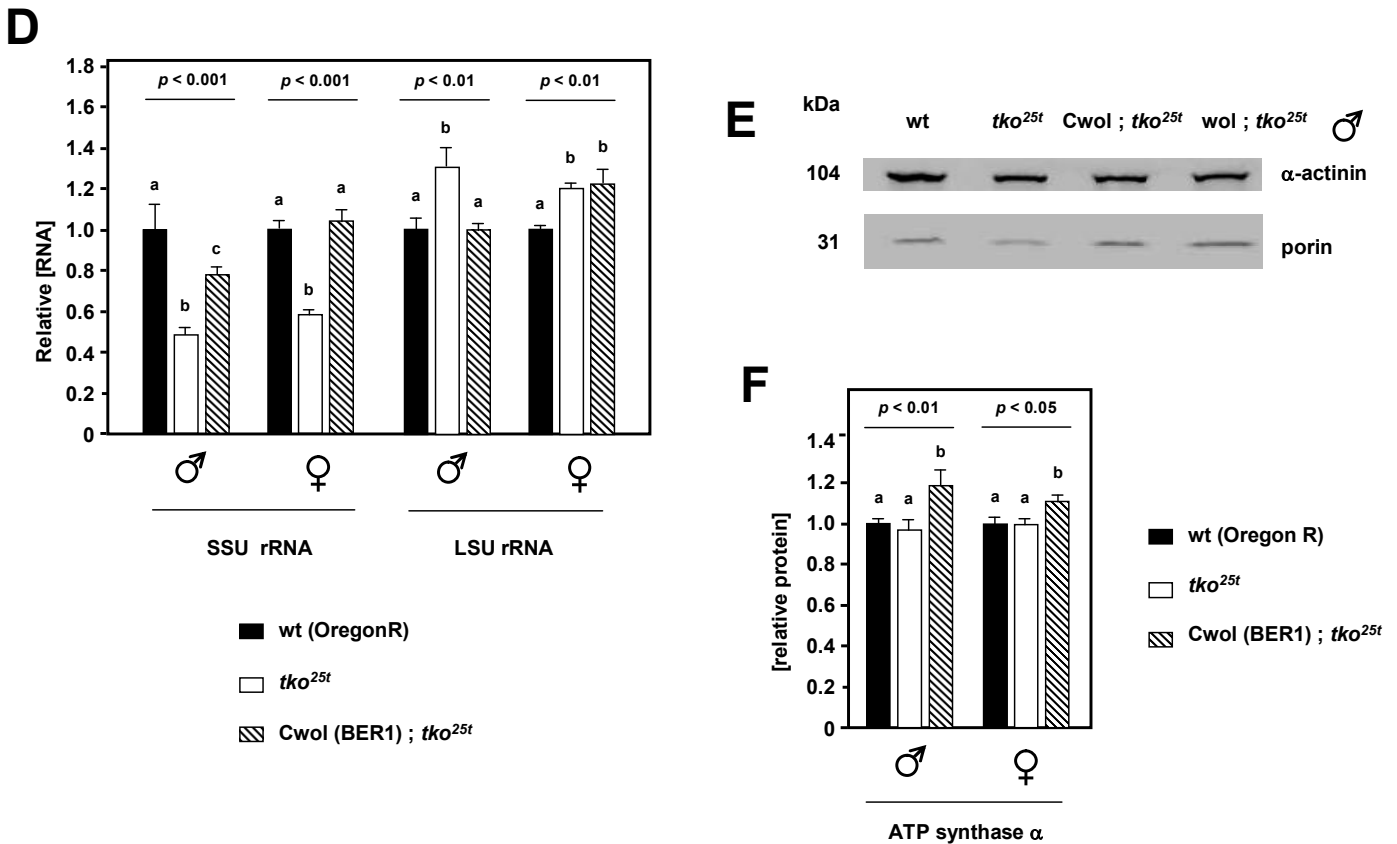 D
1.8
1.6
1.4
1.2
1.0
0.8
0.6
0.4
0.2
0
Relative [RNA]
p < 0.001 p < 0.001 p < 0.01 p < 0.01
a b c a b a a b a a b b
♂ ♀ ♂ ♀
SSU rRNA LSU rRNA
wt (OregonR)
tko25t
Cwol (BER1) ; tko25t
E
kDa
wt tko25t Cwol ; tko25t wol ; tko25t ♂
104 α-actinin
31 porin
F
1.4
1.2
1.0
0.8
0.6
0.4
0.2
0
[relative protein]
p < 0.01 p < 0.05
a a b a a b
♂ ♀
ATP synthase α
wt (Oregon R)
tko25t
Cwol (BER1) ; tko25t